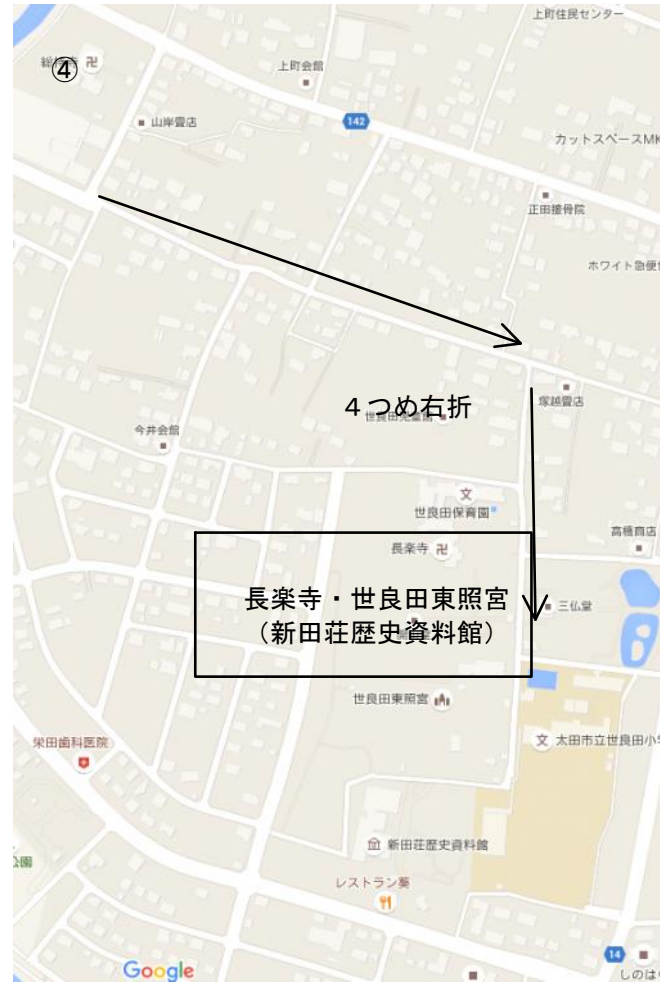 上町住民センター
④
上町会館
山岸畳店
142
カットスペースMK
正田接骨院
ホワイト急便
4つめ右折
塚越畳店
今井会館
文
世良田保育園
長楽寺
高橋商店
長楽寺・世良田東照宮
(新田荘歴史資料館)
三仏堂
世良田東照宮
栄田歯科医院
文 太田市立世良田小
新田荘歴史資料館
公園
レストラン葵
14
Google
しのは